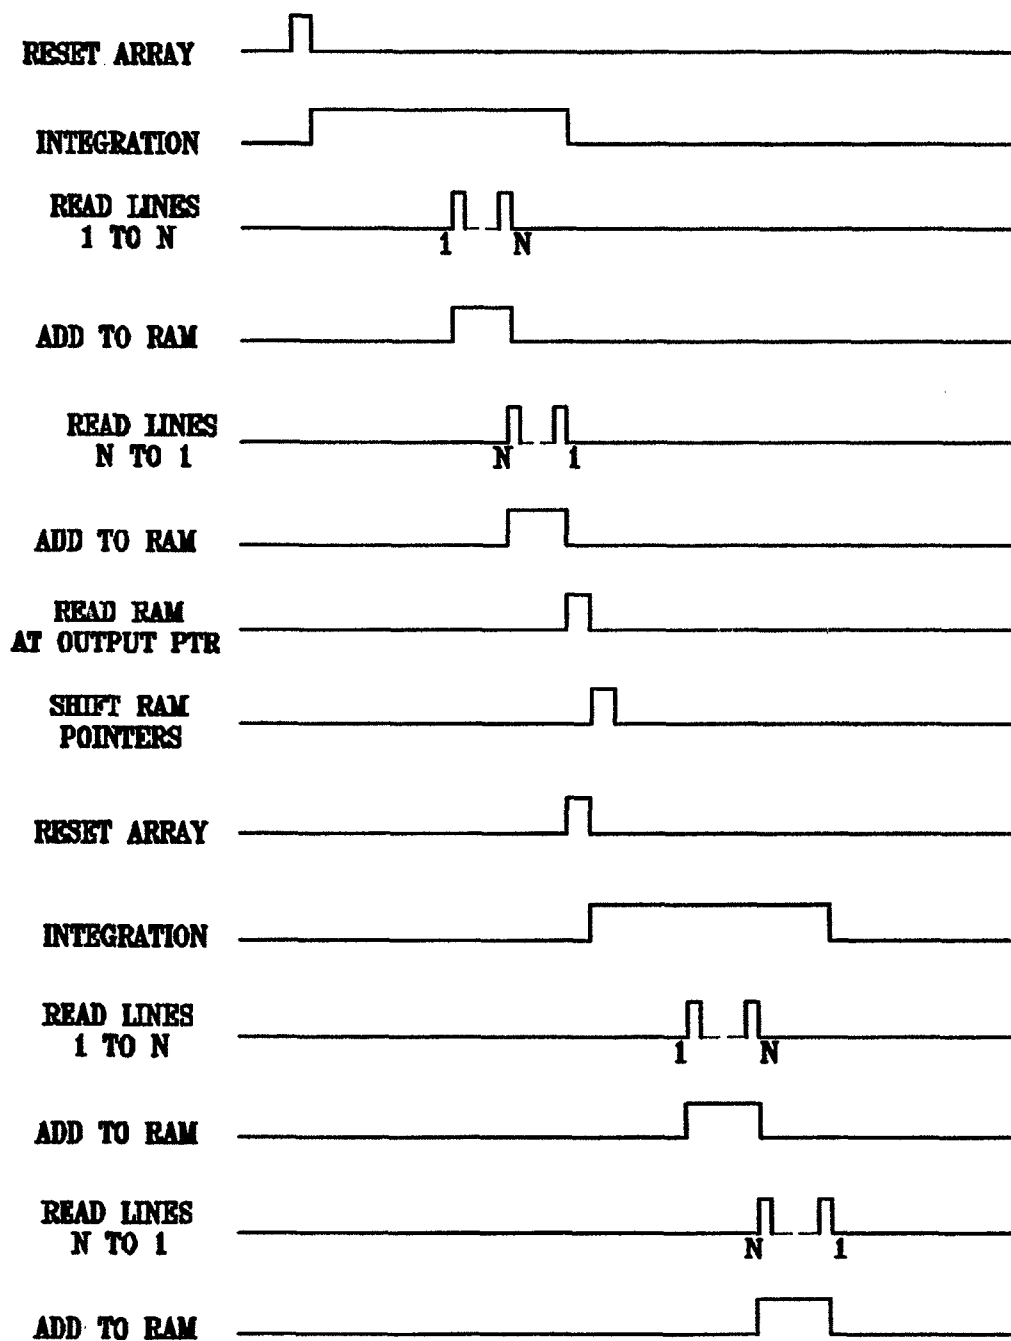 RESET ARRAY
INTEGRATION
READ LINES
1 TO N
1 N
ADD TO RAM
READ LINES
N TO 1
N 1
ADD TO RAM
READ RAM
AT OUTPUT PTR
SHIFT RAM
POINTERS
RESET ARRAY
INTEGRATION
READ LINES
1 TO N
1 N
ADD TO RAM
READ LINES
N TO 1
N 1
ADD TO RAM